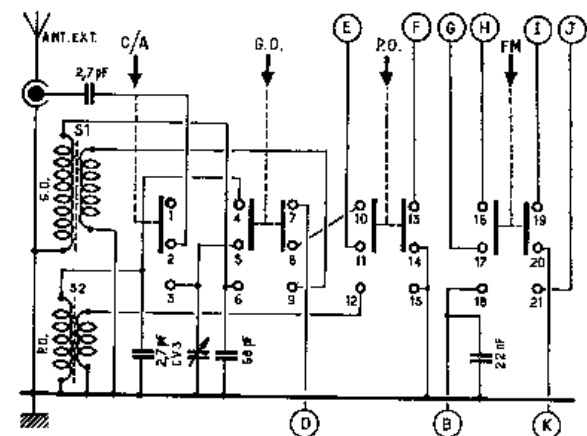 ANT. EXT.
C/A
G.O.
E
P.O.
F
G
H
FM
I
J
2,7 pF
S1
G.O.
1
4
7
10
13
16
19
2
5
8
11
14
17
20
3
6
9
12
15
18
21
S2
P.O.
2,7 pF
CV3
68 pF
22 nF
D
B
K